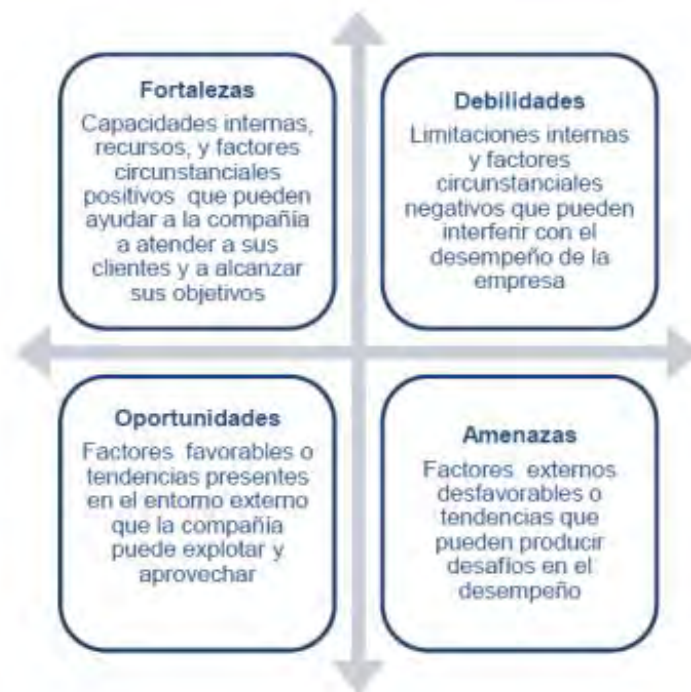 Fortalezas
Capacidades internas,
recursos, y factores
circunstanciales
positivos que pueden
ayudar a la compañía
a atender a sus
clientes y a alcanzar
sus objetivos
Debilidades
Limitaciones internas
y factores
circunstanciales
negativos que pueden
interferir con el
desempeño de la
empresa
Oportunidades
Factores favorables o
tendencias presentes
en el entorno externo
que la compañía
puede explotar y
aprovechar
Amenazas
Factores externos
desfavorables o
tendencias que
pueden producir
desafíos en el
desempeño